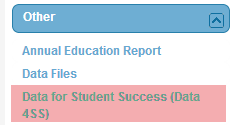 Other
Annual Education Report
Data Files
Data for Student Success (Data
4SS)